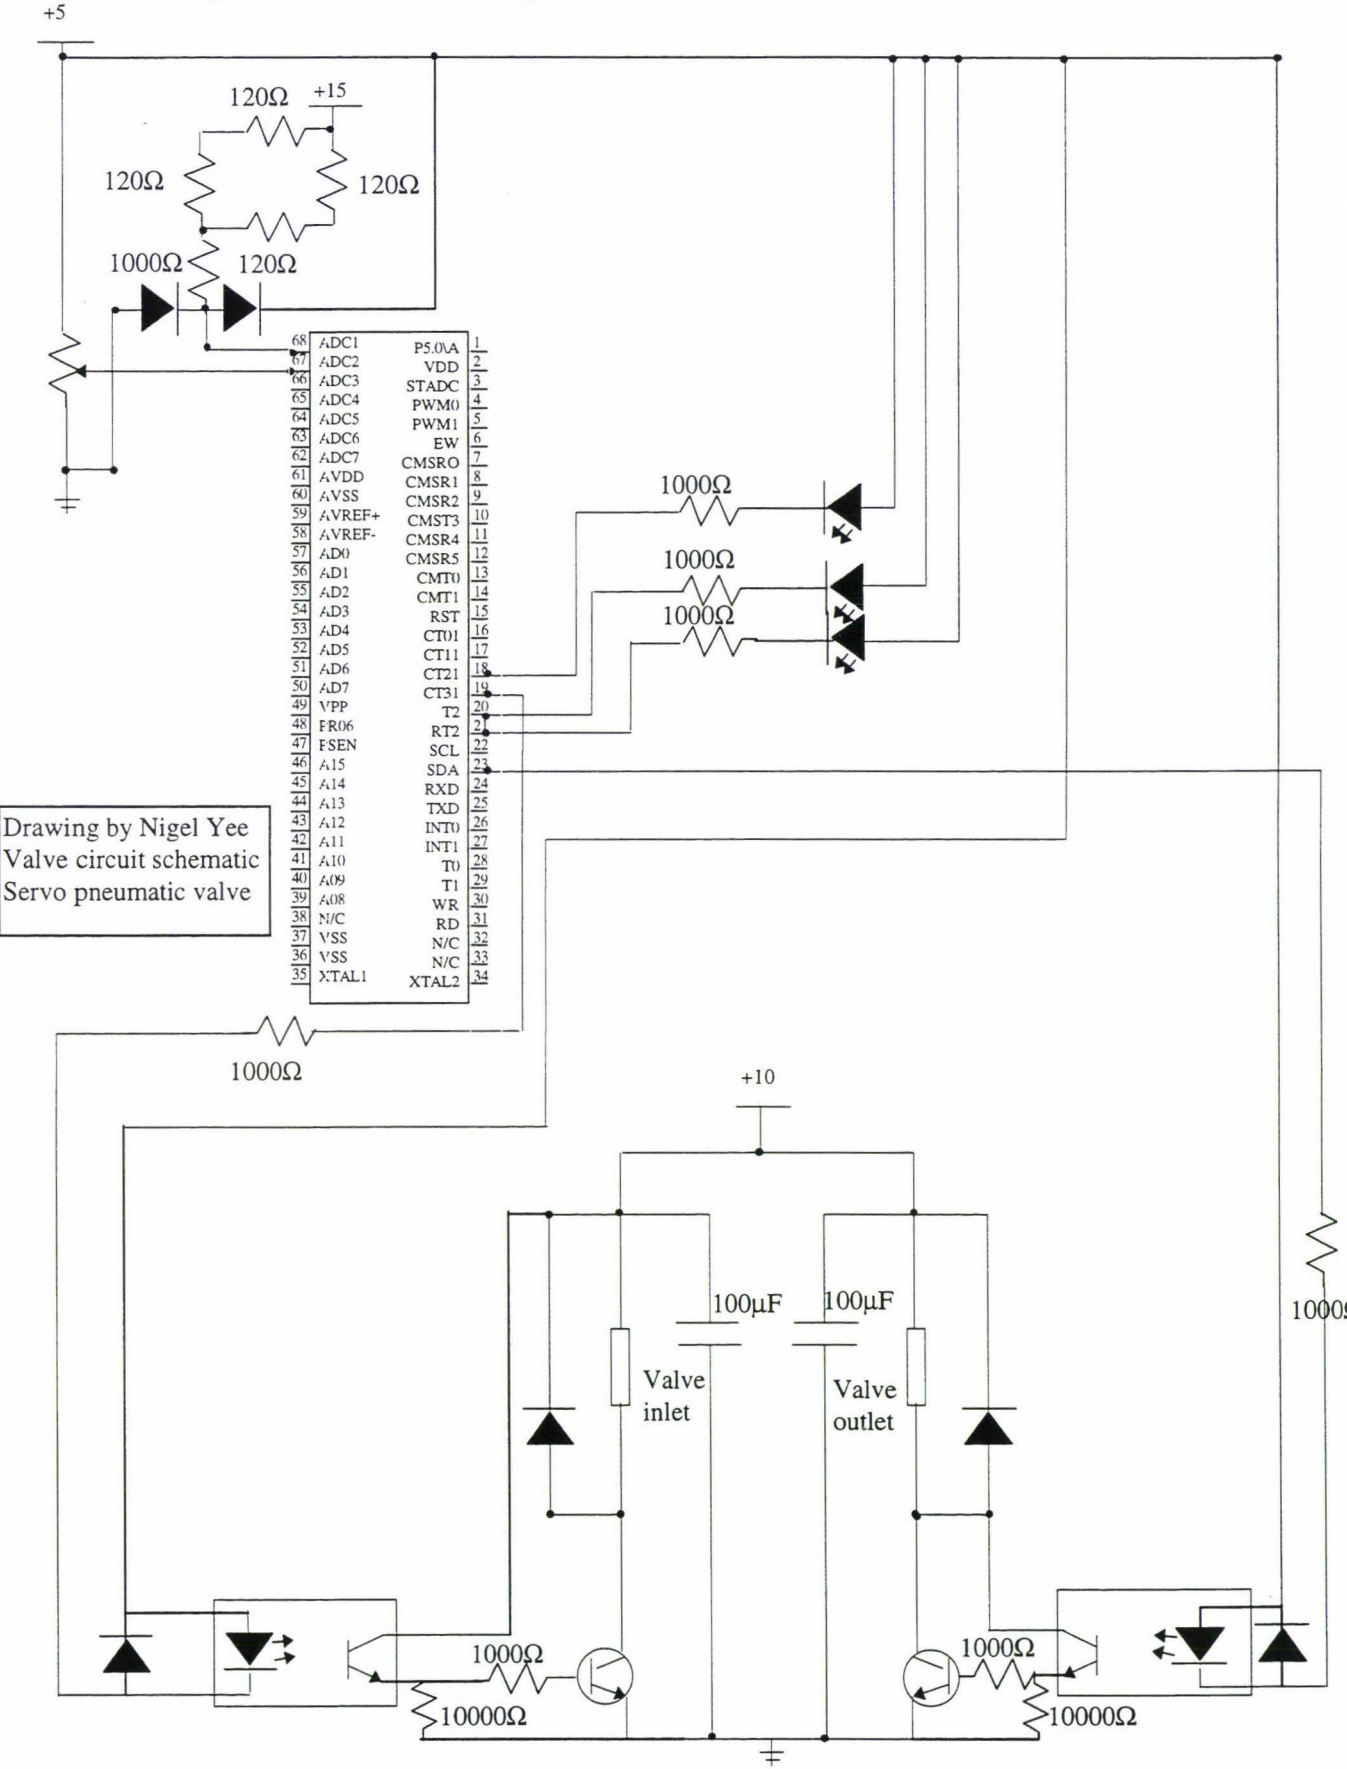 +5
120Ω
+15
120Ω
120Ω
1000Ω
120Ω
68 ADC1 P5.0\A 1
67 ADC2 VDD 2
66 ADC3 STADC 3
65 ADC4 PWM0 4
64 ADC5 PWM1 5
63 ADC6 EW 6
62 ADC7 CMSRO 7
61 AVDD CMSR1 8
60 AVSS CMSR2 9
59 AVREF+ CMST3 10
58 AVREF- CMSR4 11
57 AD0 CMSR5 12
56 AD1 CMT0 13
55 AD2 CMT1 14
54 AD3 RST 15
53 AD4 CT01 16
52 AD5 CT11 17
51 AD6 CT21 18
50 AD7 CT31 19
49 VPP T2 20
48 PR06 RT2 2
47 PSEN SCL 22
46 A15 SDA 23
45 A14 RXD 24
44 A13 TXD 25
43 A12 INT0 26
42 A11 INT1 27
41 A10 T0 28
40 A09 T1 29
39 A08 WR 30
38 N/C RD 31
37 VSS N/C 32
36 VSS N/C 33
35 XTAL1 XTAL2 34
1000Ω
1000Ω
1000Ω
Drawing by Nigel Yee
Valve circuit schematic
Servo pneumatic valve
1000Ω
+10
100µF
100µF
Valve
inlet
Valve
outlet
1000Ω
1000Ω
10000Ω
1000Ω
10000Ω